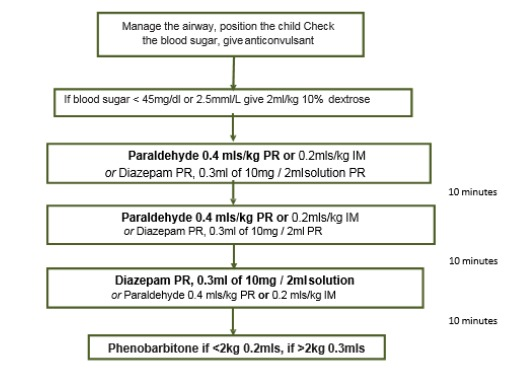 Manage the airway, position the child Check
the blood sugar, give anticonvulsant
If blood sugar < 45mg/dl or 2.5mml/L give 2ml/kg 10% dextrose
Paraldehyde 0.4 mls/kg PR or 0.2mls/kg IM
or Diazepam PR, 0.3ml of 10mg / 2ml solution PR
10 minutes
Paraldehyde 0.4 mls/kg PR or 0.2mls/kg IM
or Diazepam PR, 0.3ml of 10mg / 2ml PR
10 minutes
Diazepam PR, 0.3ml of 10mg / 2ml solution
or Paraldehyde 0.4 mls/kg PR or 0.2 mls/kg IM
10 minutes
Phenobarbitone if <2kg 0.2mls, if >2kg 0.3mls